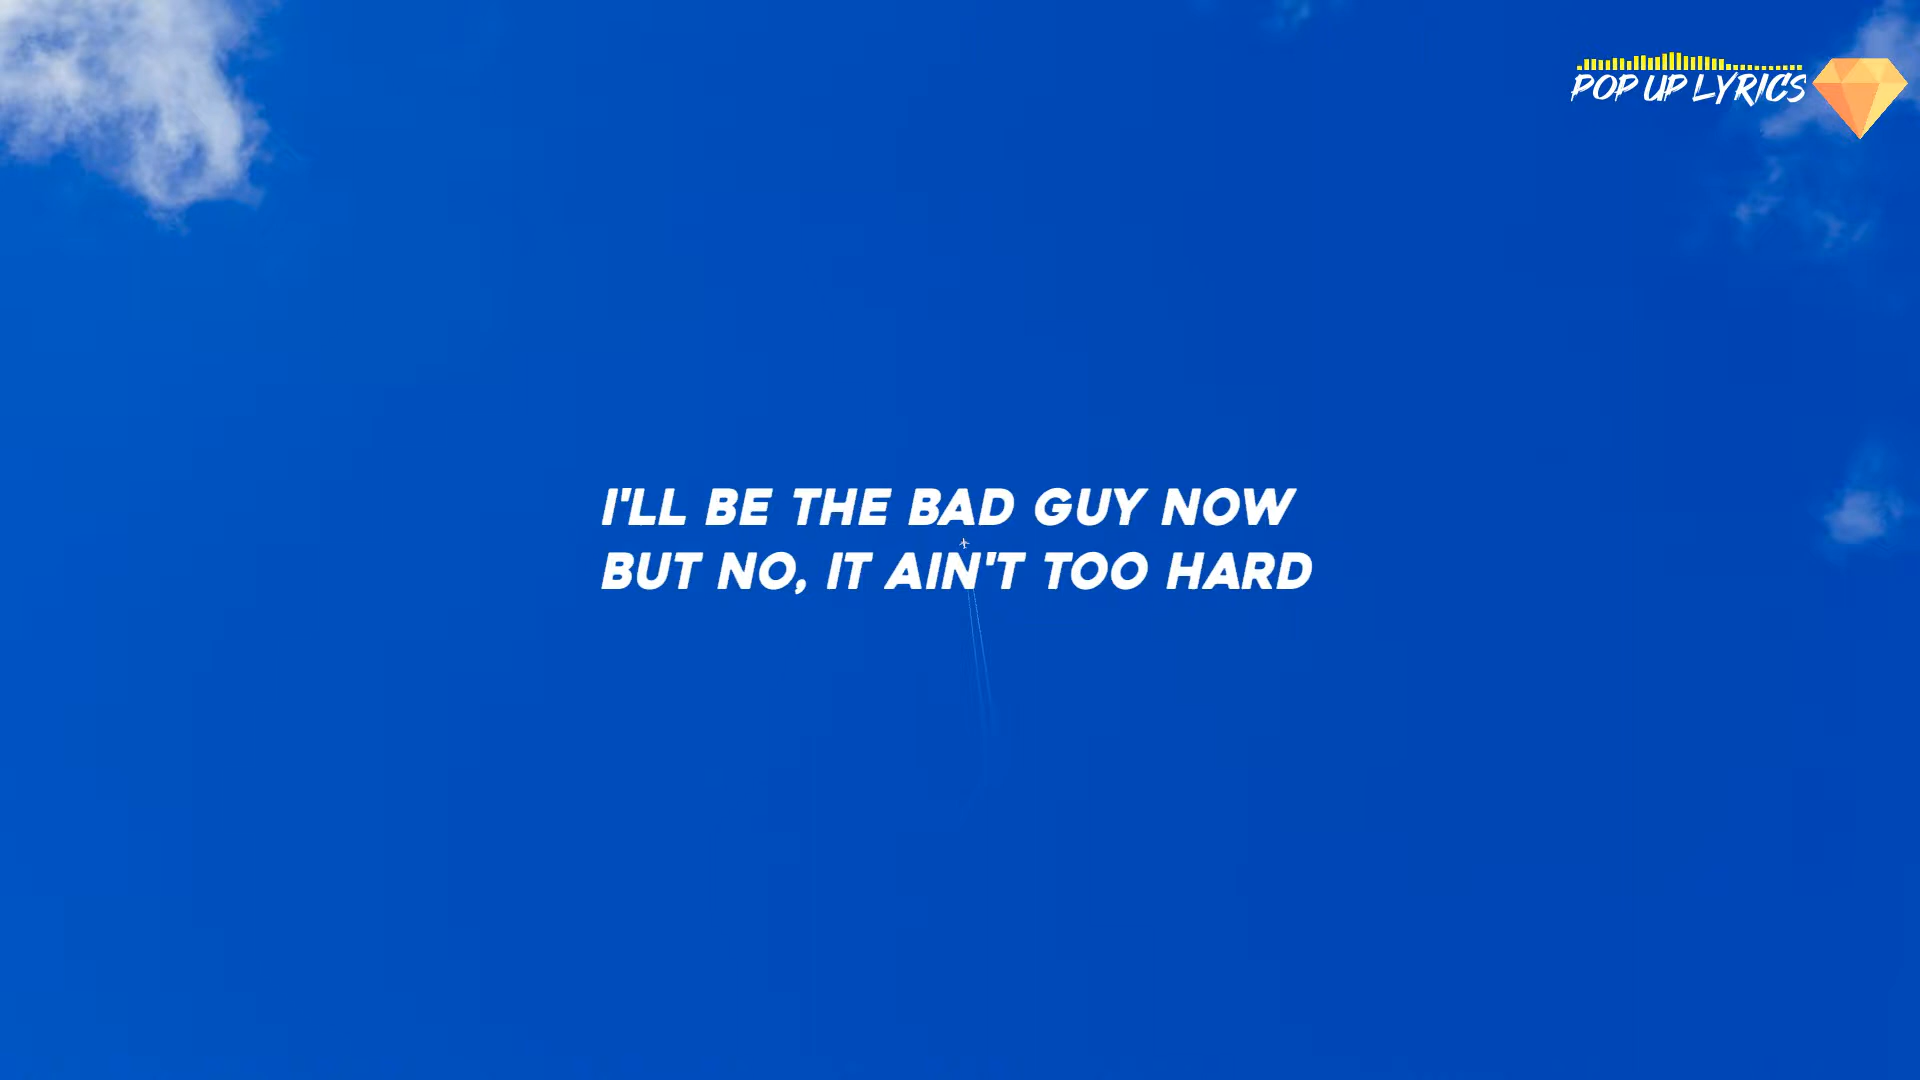 POP UP LYRICS
I'LL BE THE BAD GUY NOW
BUT NO, IT AIN'T TOO HARD